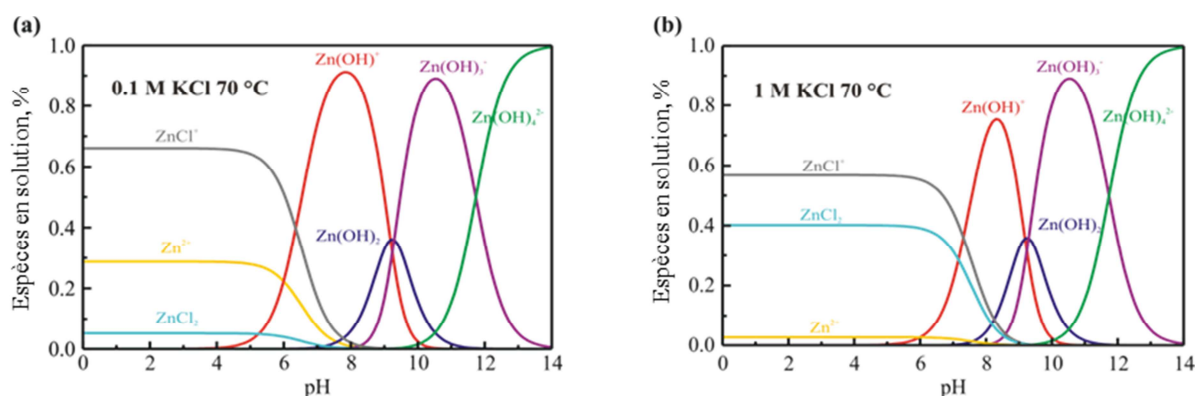 (a)
Espèces en solution, %
1.0
0.8
0.6
0.4
0.2
0.0
0.1 M KCl 70 °C
Zn(OH)⁺
Zn(OH)₃⁻
Zn(OH)₄²⁻
ZnCl⁺
Zn²⁺
ZnCl₂
Zn(OH)₂
0 2 4 6 8 10 12 14
pH
(b)
Espèces en solution, %
1.0
0.8
0.6
0.4
0.2
0.0
1 M KCl 70 °C
Zn(OH)₃⁻
Zn(OH)⁺
Zn(OH)₄²⁻
ZnCl⁺
ZnCl₂
Zn(OH)₂
Zn²⁺
0 1 2 4 6 8 10 12 14
pH